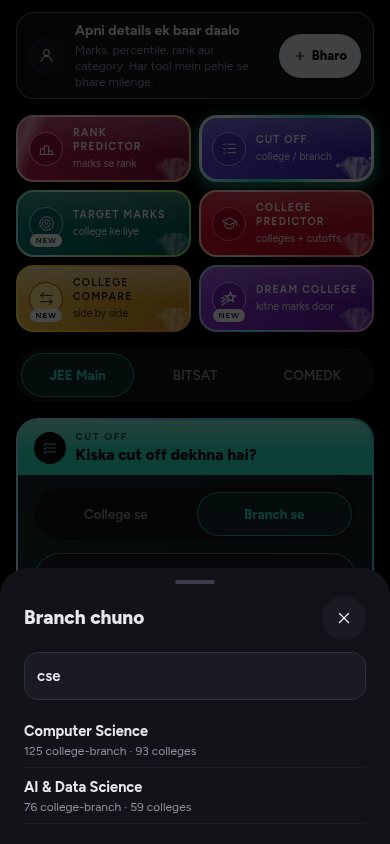 Apni details ek baar daalo
Marks, percentile, rank aur
category. Har tool mein pehle se
bhare milenge.
+ Bharo
RANK
PREDICTOR
marks se rank
CUT OFF
college / branch
TARGET MARKS
college ke liye
NEW
COLLEGE
PREDICTOR
colleges + cutoffs
COLLEGE
COMPARE
side by side
NEW
DREAM COLLEGE
kitne marks door
NEW
JEE Main
BITSAT
COMEDK
CUT OFF
Kiska cut off dekhna hai?
College se
Branch se
Branch chuno
cse
Computer Science
125 college-branch · 93 colleges
AI & Data Science
76 college-branch · 59 colleges